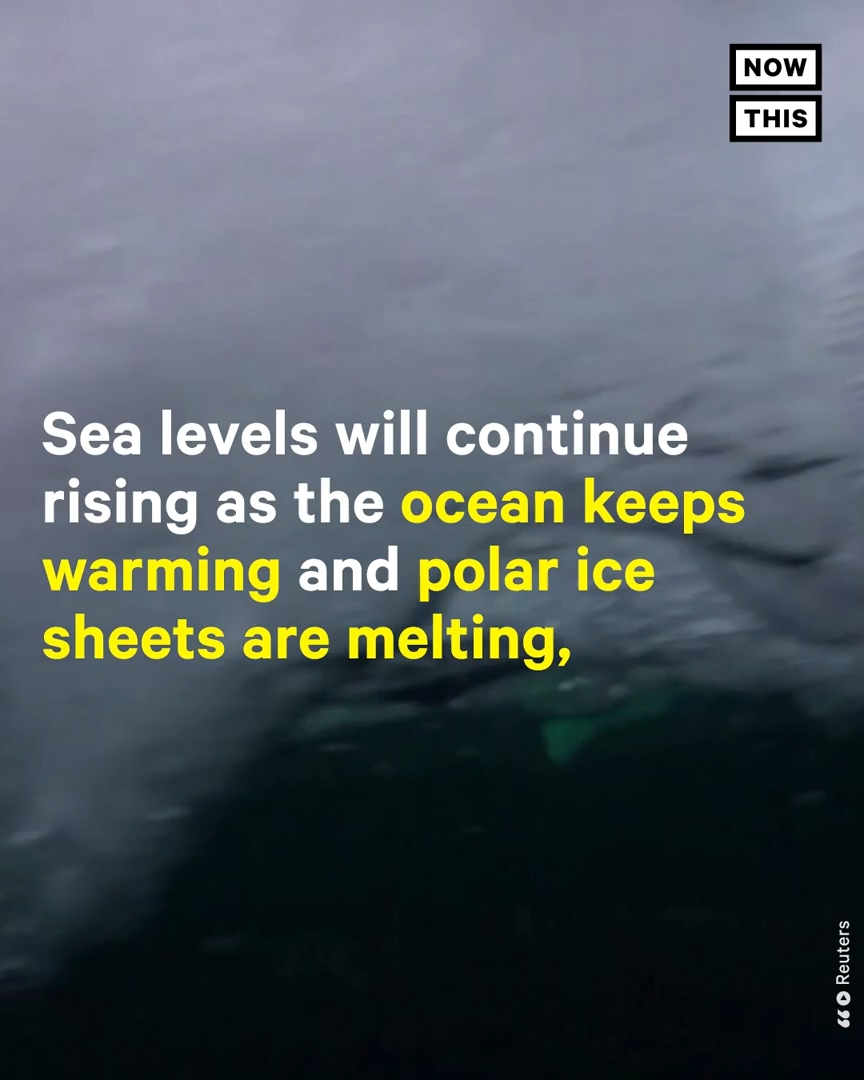 NOW
THIS
Sea levels will continue
rising as the ocean keeps
warming and polar ice
sheets are melting,
Reuters